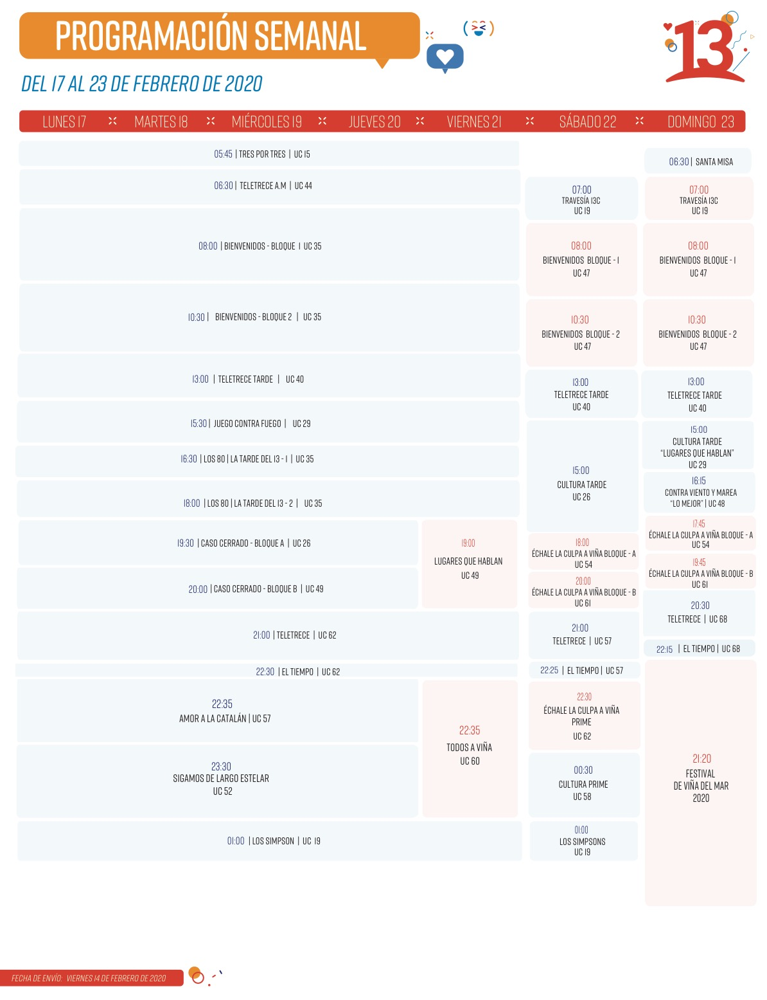 PROGRAMACIÓN SEMANAL
13
DEL 17 AL 23 DE FEBRERO DE 2020
LUNES 17 MARTES 18 MIÉRCOLES 19 JUEVES 20 VIERNES 21 SÁBADO 22 DOMINGO 23
05:45 | TRES POR TRES | UC 15
06:30 | TELETRECE A.M | UC 44
08:00 | BIENVENIDOS - BLOQUE 1 UC 35
10:30 | BIENVENIDOS - BLOQUE 2 | UC 35
13:00 | TELETRECE TARDE | UC 40
15:30 | JUEGO CONTRA FUEGO | UC 29
16:30 | LOS 80 | LA TARDE DEL 13 - 1 | UC 35
18:00 | LOS 80 | LA TARDE DEL 13 - 2 | UC 35
19:30 | CASO CERRADO - BLOQUE A | UC 26
20:00 | CASO CERRADO - BLOQUE B | UC 49
19:00
LUGARES QUE HABLAN
UC 49
21:00 | TELETRECE | UC 62
22:30 | EL TIEMPO | UC 62
22:35
AMOR A LA CATALÁN | UC 57
23:30
SIGAMOS DE LARGO ESTELAR
UC 52
22:35
TODOS A VIÑA
UC 60
01:00 | LOS SIMPSON | UC 19
07:00
TRAVESÍA 13C
UC 19
08:00
BIENVENIDOS BLOQUE - 1
UC 47
10:30
BIENVENIDOS BLOQUE - 2
UC 47
13:00
TELETRECE TARDE
UC 40
15:00
CULTURA TARDE
UC 26
18:00
ÉCHALE LA CULPA A VIÑA BLOQUE - A
UC 54
20:00
ÉCHALE LA CULPA A VIÑA BLOQUE - B
UC 61
21:00
TELETRECE | UC 57
22:25 | EL TIEMPO | UC 57
22:30
ÉCHALE LA CULPA A VIÑA
PRIME
UC 62
00:30
CULTURA PRIME
UC 58
01:00
LOS SIMPSONS
UC 19
06:30 | SANTA MISA
07:00
TRAVESÍA 13C
UC 19
08:00
BIENVENIDOS BLOQUE - 1
UC 47
10:30
BIENVENIDOS BLOQUE - 2
UC 47
13:00
TELETRECE TARDE
UC 40
15:00
CULTURA TARDE
“LUGARES QUE HABLAN”
UC 29
16:15
CONTRA VIENTO Y MAREA
“LO MEJOR” | UC 48
17:45
ÉCHALE LA CULPA A VIÑA BLOQUE - A
UC 54
19:45
ÉCHALE LA CULPA A VIÑA BLOQUE - B
UC 61
20:30
TELETRECE | UC 68
22:15 | EL TIEMPO | UC 68
21:20
FESTIVAL
DE VIÑA DEL MAR
2020
FECHA DE ENVÍO: VIERNES 14 DE FEBRERO DE 2020